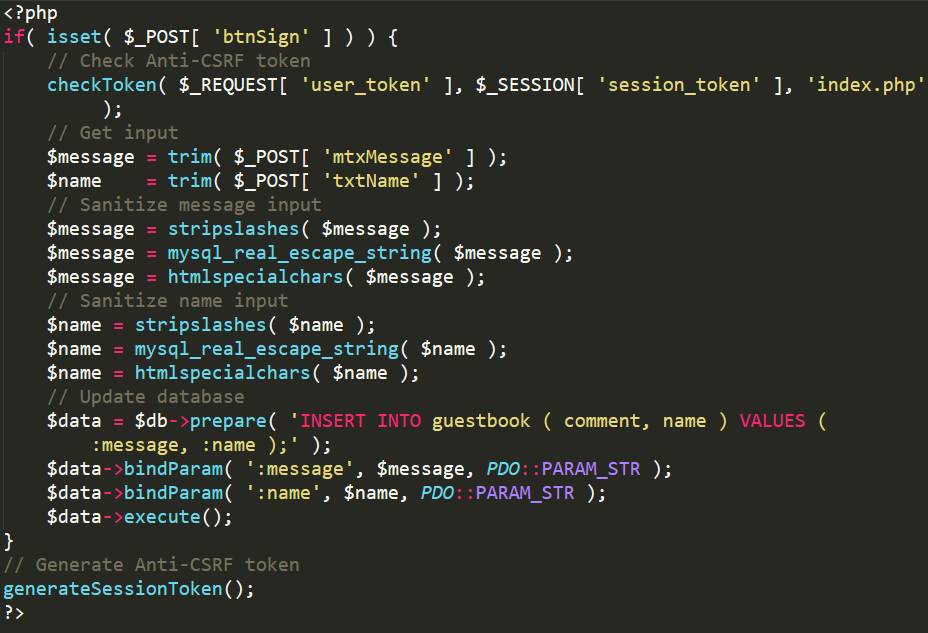 <?php
if( isset( $_POST[ 'btnSign' ] ) ) {
    // Check Anti-CSRF token
    checkToken( $_REQUEST[ 'user_token' ], $_SESSION[ 'session_token' ], 'index.php'
         );
    // Get input
    $message = trim( $_POST[ 'mtxMessage' ] );
    $name    = trim( $_POST[ 'txtName' ] );
    // Sanitize message input
    $message = stripslashes( $message );
    $message = mysql_real_escape_string( $message );
    $message = htmlspecialchars( $message );
    // Sanitize name input
    $name = stripslashes( $name );
    $name = mysql_real_escape_string( $name );
    $name = htmlspecialchars( $name );
    // Update database
    $data = $db->prepare( 'INSERT INTO guestbook ( comment, name ) VALUES (
        :message, :name );' );
    $data->bindParam( ':message', $message, PDO::PARAM_STR );
    $data->bindParam( ':name', $name, PDO::PARAM_STR );
    $data->execute();
}
// Generate Anti-CSRF token
generateSessionToken();
?>